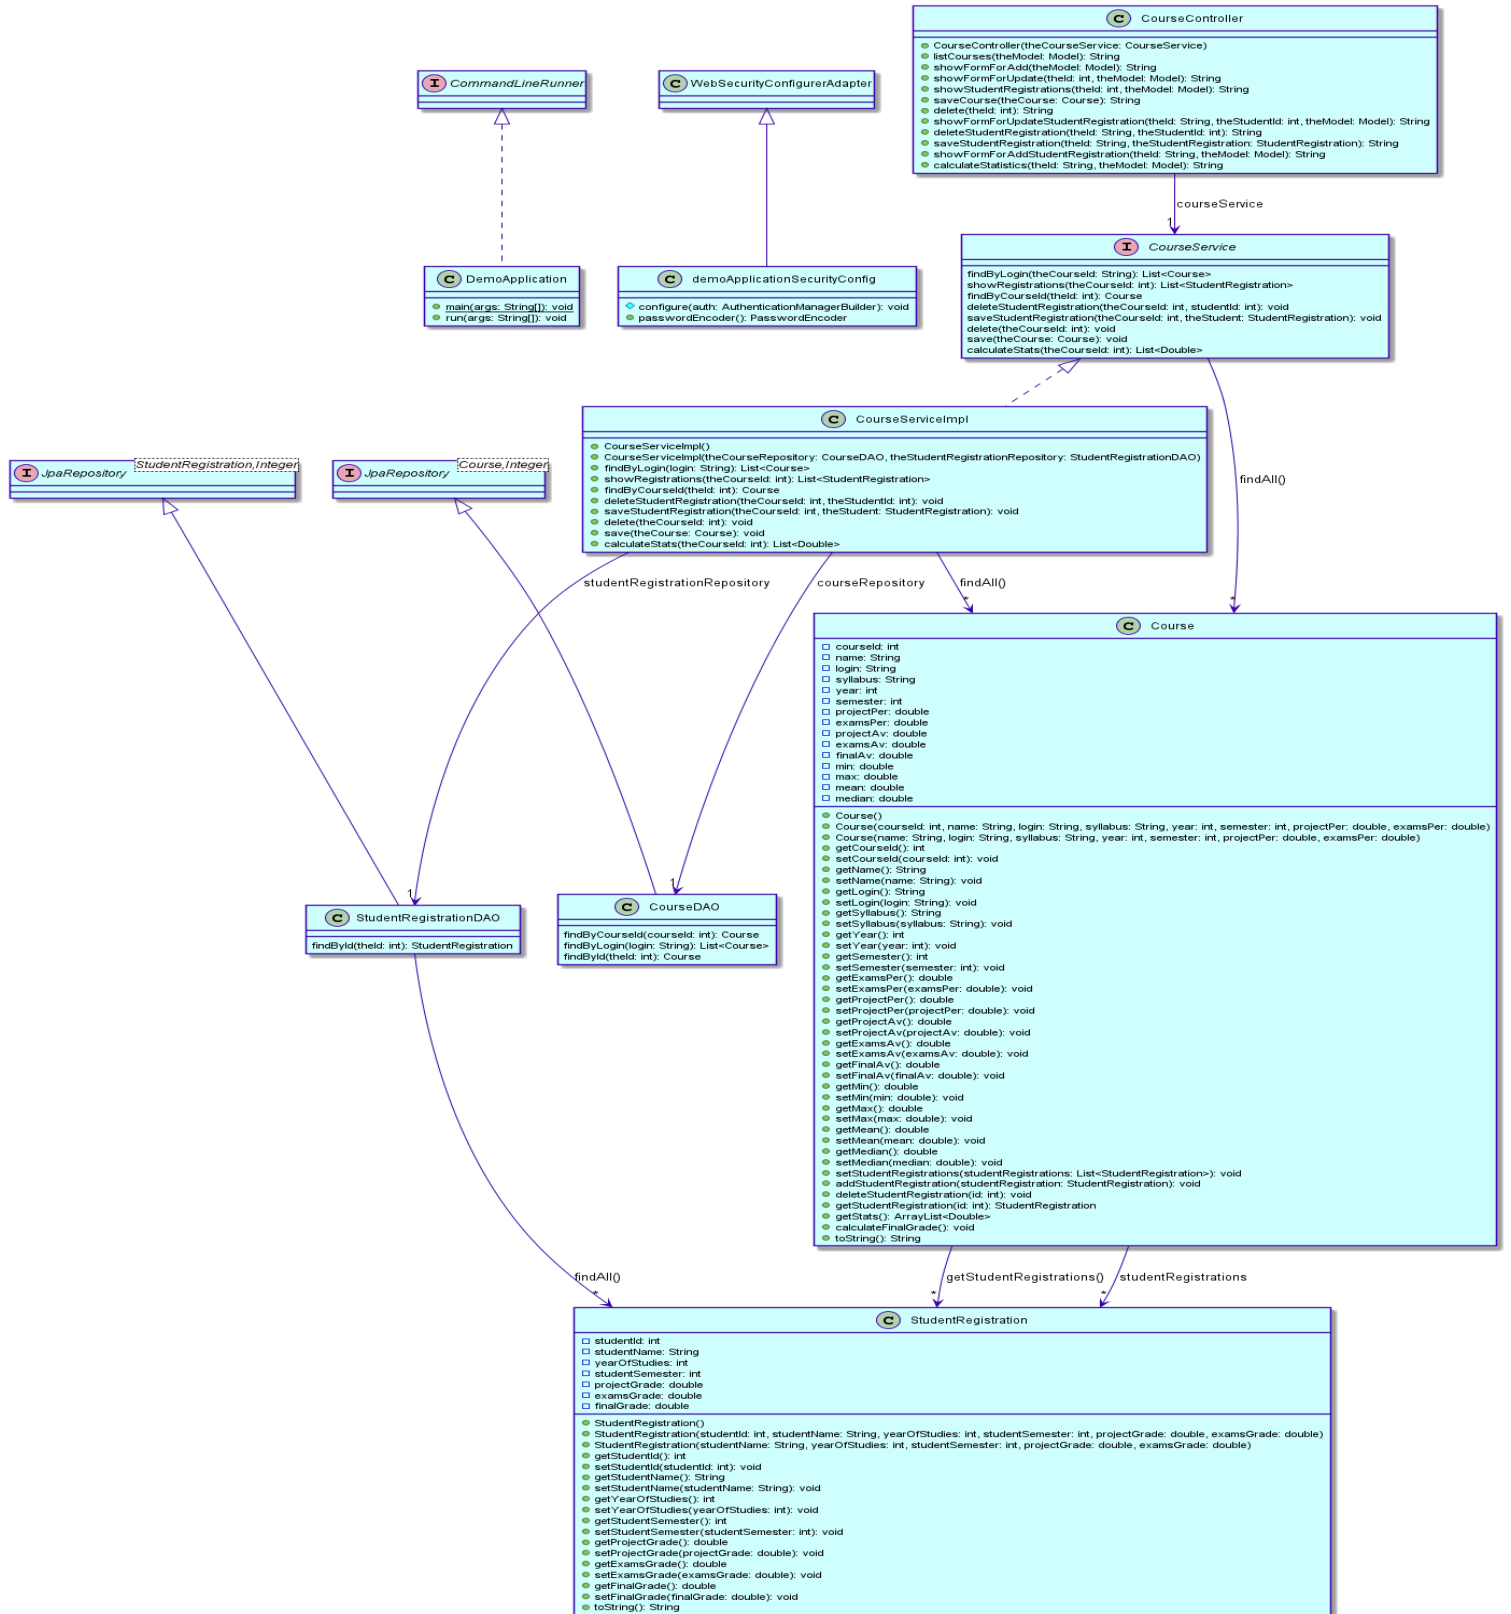 CourseController
CourseController(theCourseService: CourseService)
listCourses(theModel: Model): String
showFormForAdd(theModel: Model): String
showFormForUpdate(theId: int, theModel: Model): String
showStudentRegistrations(theId: int, theModel: Model): String
saveCourse(theCourse: Course): String
delete(theId: int): String
showFormForUpdateStudentRegistration(theId: String, theStudentId: int, theModel: Model): String
deleteStudentRegistration(theId: String, theStudentId: int): String
saveStudentRegistration(theId: String, theStudentRegistration: StudentRegistration): String
showFormForAddStudentRegistration(theId: String, theModel: Model): String
calculateStatistics(theId: String, theModel: Model): String
CommandLineRunner
WebSecurityConfigurerAdapter
courseService
1
DemoApplication
main(args: String[]): void
run(args: String[]): void
demoApplicationSecurityConfig
configure(auth: AuthenticationManagerBuilder): void
passwordEncoder(): PasswordEncoder
CourseService
findByLogin(theCourseId: String): List<Course>
showRegistrations(theCourseId: int): List<StudentRegistration>
findByCourseId(theId: int): Course
deleteStudentRegistration(theCourseId: int, studentId: int): void
saveStudentRegistration(theCourseId: int, theStudent: StudentRegistration): void
delete(theCourseId: int): void
save(theCourse: Course): void
calculateStats(theCourseId: int): List<Double>
JpaRepository
StudentRegistration,Integer
JpaRepository
Course,Integer
CourseServiceImpl
CourseServiceImpl()
CourseServiceImpl(theCourseRepository: CourseDAO, theStudentRegistrationRepository: StudentRegistrationDAO)
findByLogin(login: String): List<Course>
showRegistrations(theCourseId: int): List<StudentRegistration>
findByCourseId(theId: int): Course
deleteStudentRegistration(theCourseId: int, theStudentId: int): void
saveStudentRegistration(theCourseId: int, theStudent: StudentRegistration): void
delete(theCourseId: int): void
save(theCourse: Course): void
calculateStats(theCourseId: int): List<Double>
findAll()
*
studentRegistrationRepository
1
courseRepository
1
findAll()
*
Course
courseId: int
name: String
login: String
syllabus: String
year: int
semester: int
projectPer: double
examsPer: double
projectAv: double
examsAv: double
finalAv: double
min: double
max: double
mean: double
median: double
Course()
Course(courseId: int, name: String, login: String, syllabus: String, year: int, semester: int, projectPer: double, examsPer: double)
Course(name: String, login: String, syllabus: String, year: int, semester: int, projectPer: double, examsPer: double)
getCourseId(): int
setCourseId(courseId: int): void
getName(): String
setName(name: String): void
getLogin(): String
setLogin(login: String): void
getSyllabus(): String
setSyllabus(syllabus: String): void
getYear(): int
setYear(year: int): void
getSemester(): int
setSemester(semester: int): void
getExamsPer(): double
setExamsPer(examsPer: double): void
getProjectPer(): double
setProjectPer(projectPer: double): void
getProjectAv(): double
setProjectAv(projectAv: double): void
getExamsAv(): double
setExamsAv(examsAv: double): void
getFinalAv(): double
setFinalAv(finalAv: double): void
getMin(): double
setMin(min: double): void
getMax(): double
setMax(max: double): void
getMean(): double
setMean(mean: double): void
getMedian(): double
setMedian(median: double): void
setStudentRegistrations(studentRegistrations: List<StudentRegistration>): void
addStudentRegistration(studentRegistration: StudentRegistration): void
deleteStudentRegistration(id: int): void
getStudentRegistration(id: int): StudentRegistration
getStats(): ArrayList<Double>
calculateFinalGrade(): void
toString(): String
StudentRegistrationDAO
findById(theId: int): StudentRegistration
CourseDAO
findByCourseId(courseId: int): Course
findByLogin(login: String): List<Course>
findById(theId: int): Course
findAll()
*
getStudentRegistrations()
*
studentRegistrations
*
StudentRegistration
studentId: int
studentName: String
yearOfStudies: int
studentSemester: int
projectGrade: double
examsGrade: double
finalGrade: double
StudentRegistration()
StudentRegistration(studentId: int, studentName: String, yearOfStudies: int, studentSemester: int, projectGrade: double, examsGrade: double)
StudentRegistration(studentName: String, yearOfStudies: int, studentSemester: int, projectGrade: double, examsGrade: double)
getStudentId(): int
setStudentId(studentId: int): void
getStudentName(): String
setStudentName(studentName: String): void
getYearOfStudies(): int
setYearOfStudies(yearOfStudies: int): void
getStudentSemester(): int
setStudentSemester(studentSemester: int): void
getProjectGrade(): double
setProjectGrade(projectGrade: double): void
getExamsGrade(): double
setExamsGrade(examsGrade: double): void
getFinalGrade(): double
setFinalGrade(finalGrade: double): void
toString(): String